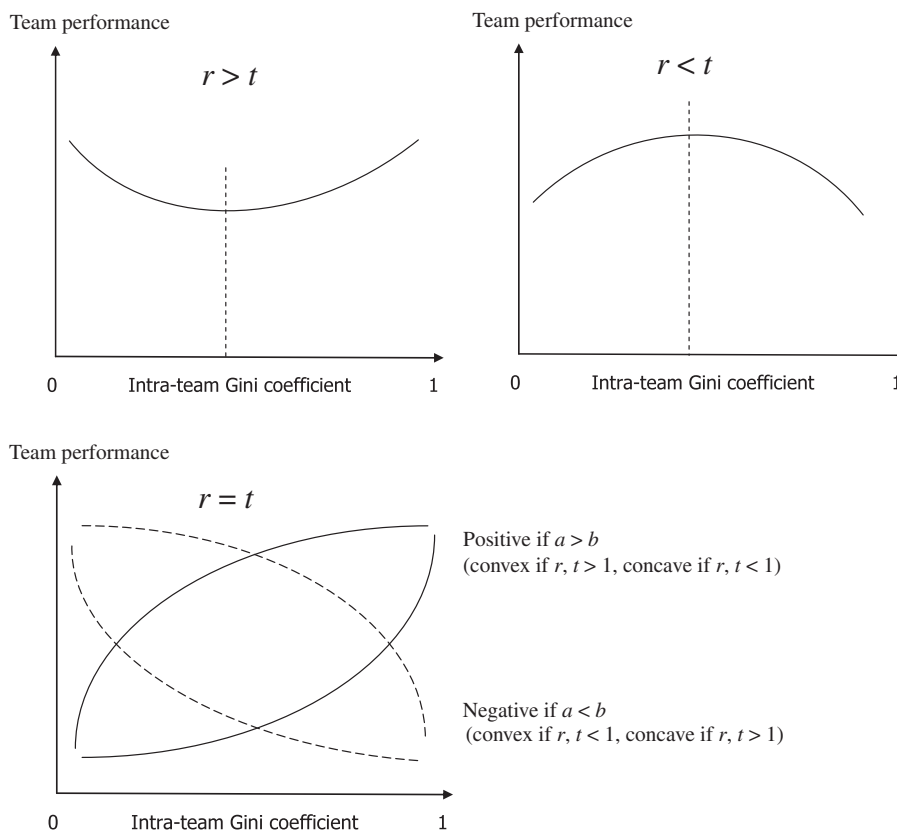 Team performance
r > t
0 Intra-team Gini coefficient 1
Team performance
r < t
0 Intra-team Gini coefficient 1
Team performance
r = t
Positive if a > b
(convex if r, t > 1, concave if r, t < 1)
Negative if a < b
(convex if r, t < 1, concave if r, t > 1)
0 Intra-team Gini coefficient 1